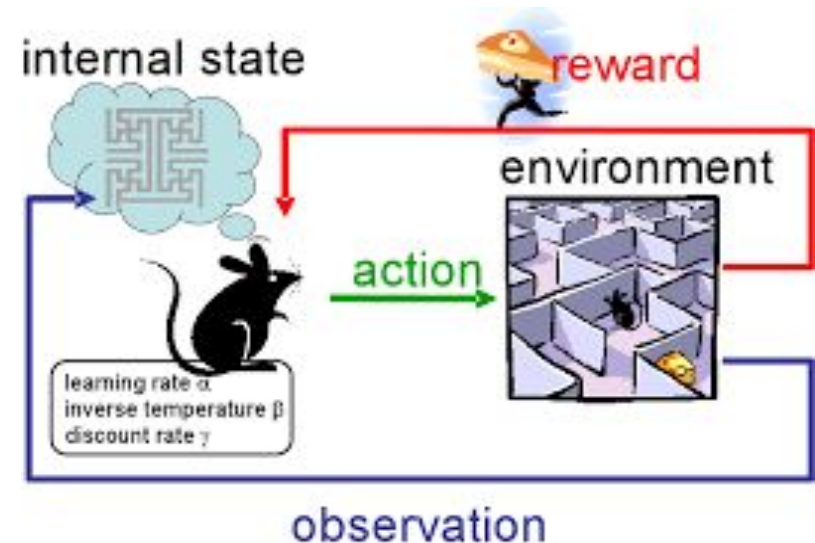 internal state
reward
environment
action
learning rate α
inverse temperature β
discount rate γ
observation